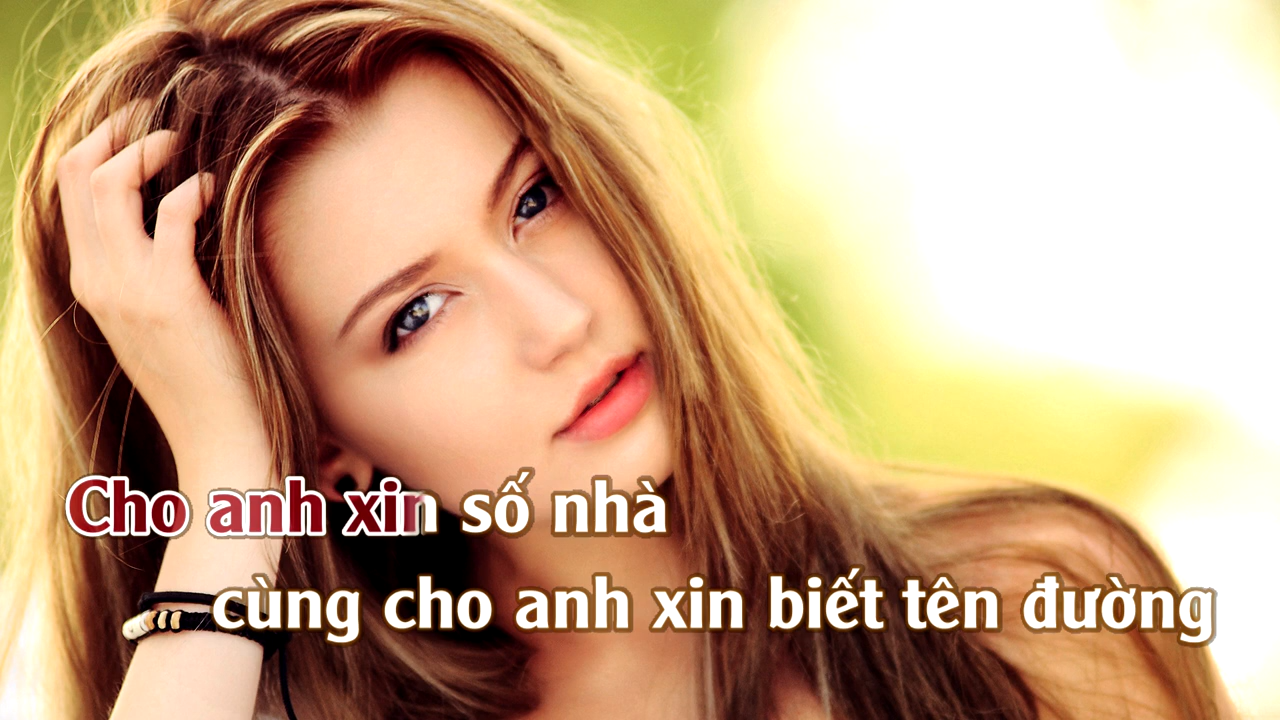 Cho anh xin số nhà
cùng cho anh xin biết tên đường